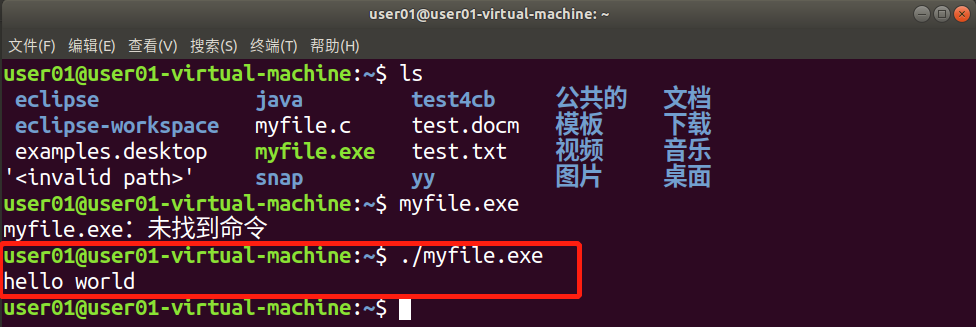 user01@user01-virtual-machine: ~
文件(F) 编辑(E) 查看(V) 搜索(S) 终端(T) 帮助(H)
user01@user01-virtual-machine:~$ ls
eclipse java test4cb 公共的 文档
eclipse-workspace myfile.c test.docm 模板 下载
examples.desktop myfile.exe test.txt 视频 音乐
'<invalid path>' snap yy 图片 桌面
user01@user01-virtual-machine:~$ myfile.exe
myfile.exe：未找到命令
user01@user01-virtual-machine:~$ ./myfile.exe
hello world
user01@user01-virtual-machine:~$